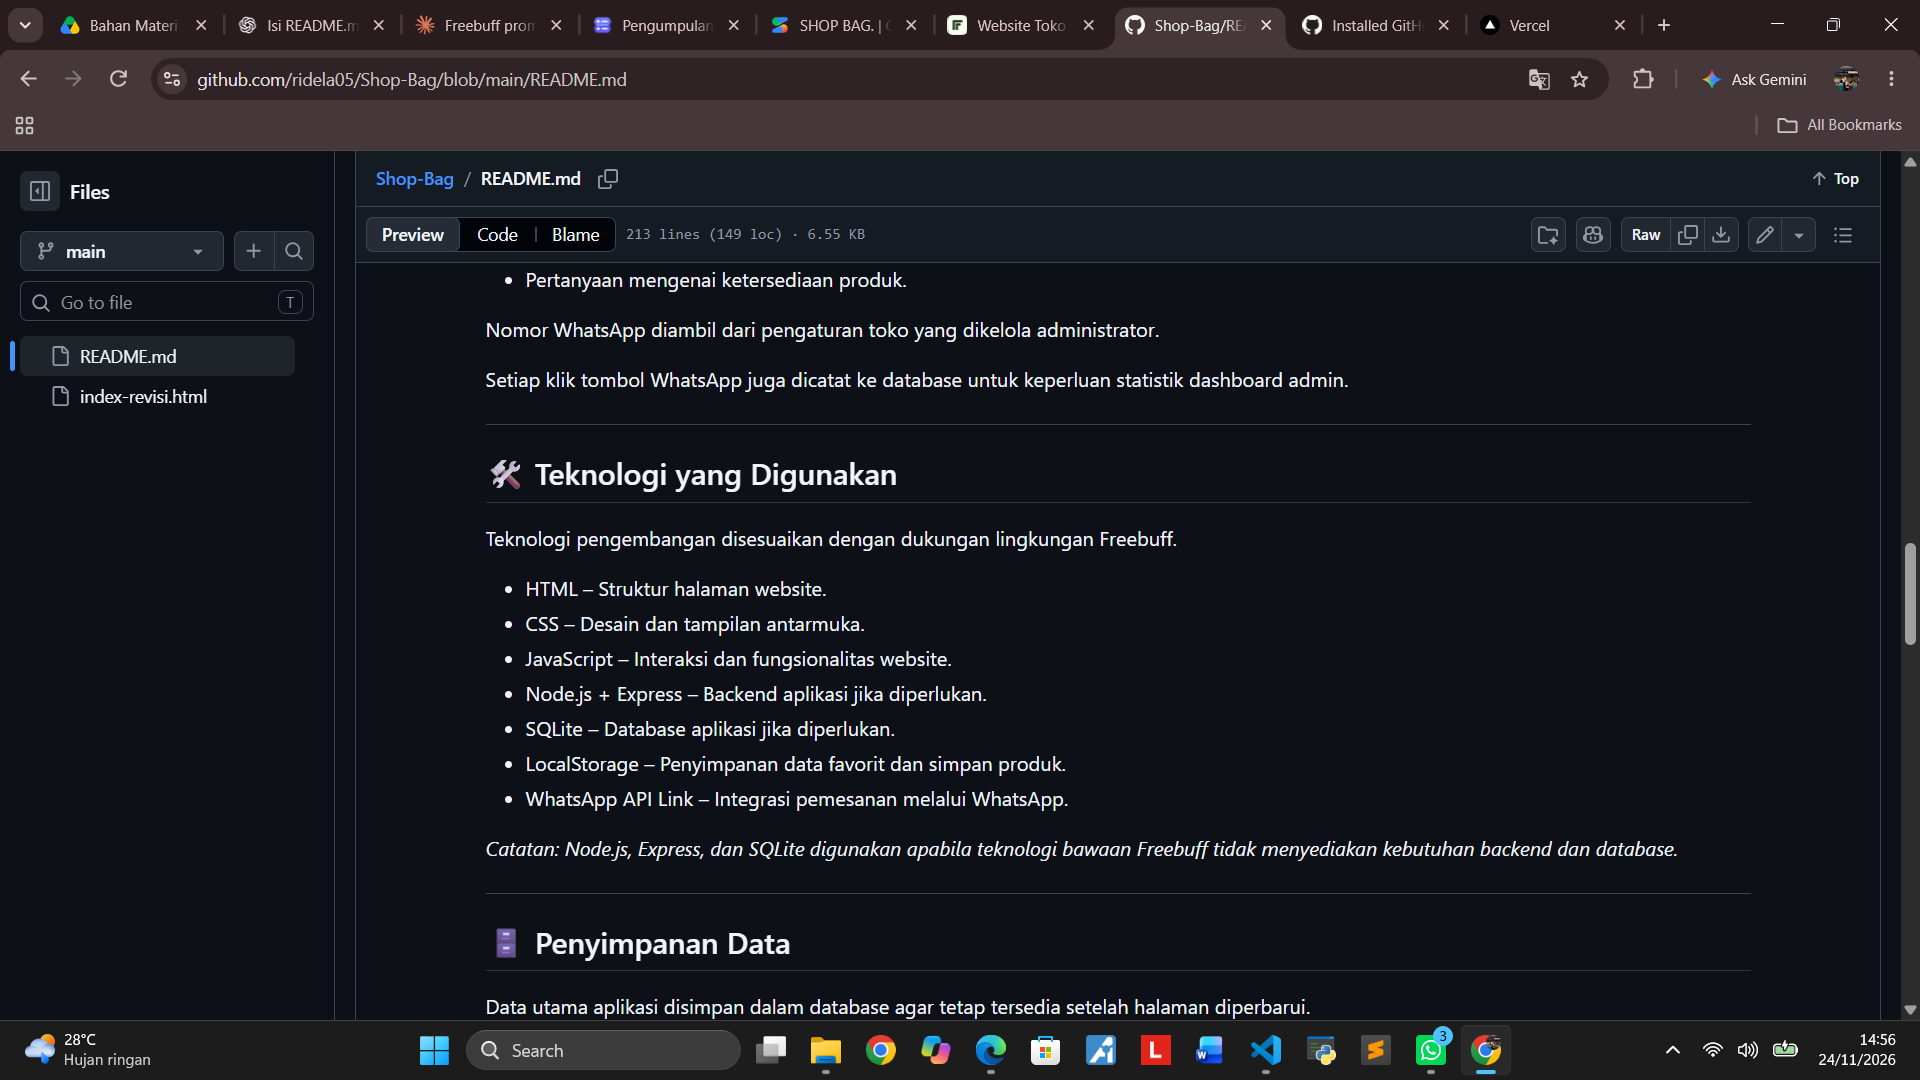 Bahan Materi
Isi README.m
Freebuff pron
Pengumpulan
SHOP BAG. | C
Website Toko
Shop-Bag/REA
Installed GitH
Vercel
github.com/ridela05/Shop-Bag/blob/main/README.md
Ask Gemini
All Bookmarks
Files
main
Go to file
T
README.md
index-revisi.html
Shop-Bag / README.md
Top
Preview
Code
Blame
213 lines (149 loc) · 6.55 KB
Raw
• Pertanyaan mengenai ketersediaan produk.
Nomor WhatsApp diambil dari pengaturan toko yang dikelola administrator.
Setiap klik tombol WhatsApp juga dicatat ke database untuk keperluan statistik dashboard admin.
🛠️ Teknologi yang Digunakan
Teknologi pengembangan disesuaikan dengan dukungan lingkungan Freebuff.
• HTML – Struktur halaman website.
• CSS – Desain dan tampilan antarmuka.
• JavaScript – Interaksi dan fungsionalitas website.
• Node.js + Express – Backend aplikasi jika diperlukan.
• SQLite – Database aplikasi jika diperlukan.
• LocalStorage – Penyimpanan data favorit dan simpan produk.
• WhatsApp API Link – Integrasi pemesanan melalui WhatsApp.
Catatan: Node.js, Express, dan SQLite digunakan apabila teknologi bawaan Freebuff tidak menyediakan kebutuhan backend dan database.
🗄️ Penyimpanan Data
Data utama aplikasi disimpan dalam database agar tetap tersedia setelah halaman diperbarui.
28°C
Hujan ringan
Search
3
14:56
24/11/2026